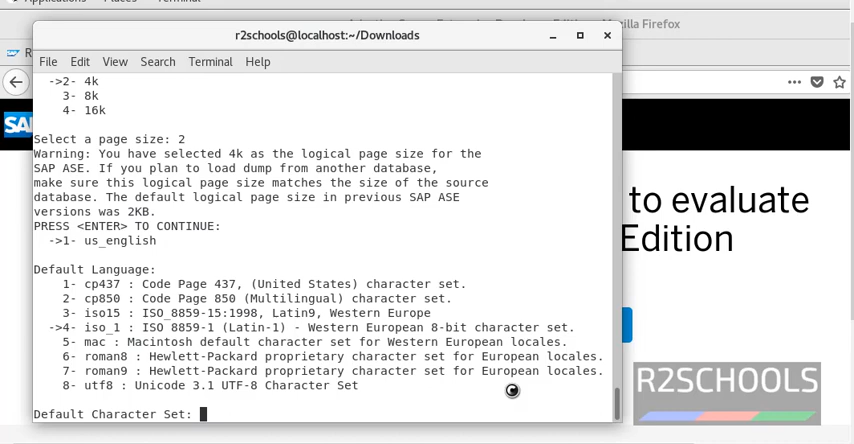 Applications Places Terminal
Mozilla Firefox
r2schools@localhost:~/Downloads
File Edit View Search Terminal Help
->2- 4k
3- 8k
4- 16k
Select a page size: 2
Warning: You have selected 4k as the logical page size for the
SAP ASE. If you plan to load dump from another database,
make sure this logical page size matches the size of the source
database. The default logical page size in previous SAP ASE
versions was 2KB.
PRESS <ENTER> TO CONTINUE:
->1- us_english
Default Language:
1- cp437 : Code Page 437, (United States) character set.
2- cp850 : Code Page 850 (Multilingual) character set.
3- iso15 : ISO_8859-15:1998, Latin9, Western Europe
->4- iso_1 : ISO 8859-1 (Latin-1) - Western European 8-bit character set.
5- mac : Macintosh default character set for Western European locales.
6- roman8 : Hewlett-Packard proprietary character set for European locales.
7- roman9 : Hewlett-Packard proprietary character set for European locales.
8- utf8 : Unicode 3.1 UTF-8 Character Set
Default Character Set:
SAP
to evaluate
Edition
R2SCHOOLS